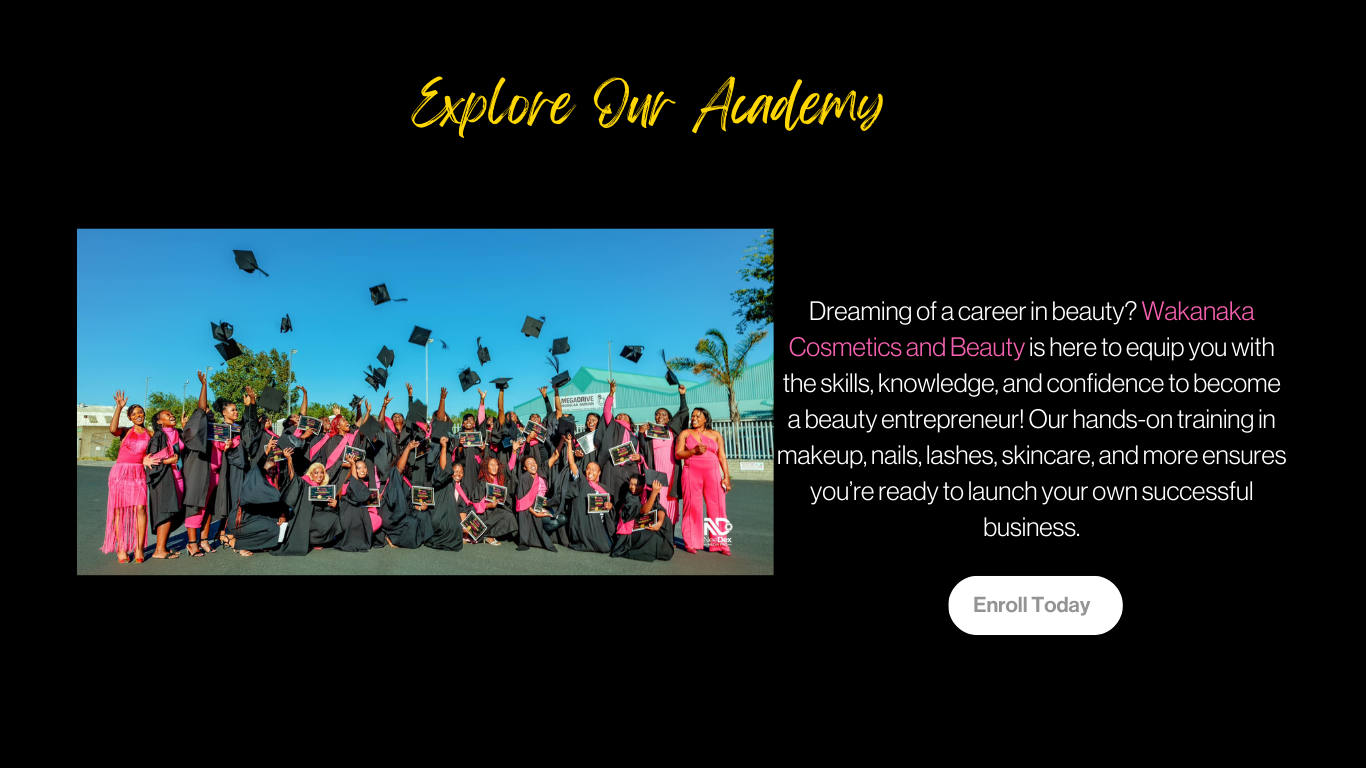 Explore Our Academy
MEGADRIVE
Dreaming of a career in beauty? Wakanaka
Cosmetics and Beauty is here to equip you with
the skills, knowledge, and confidence to become
a beauty entrepreneur! Our hands-on training in
makeup, nails, lashes, skincare, and more ensures
you’re ready to launch your own successful
business.
Enroll Today